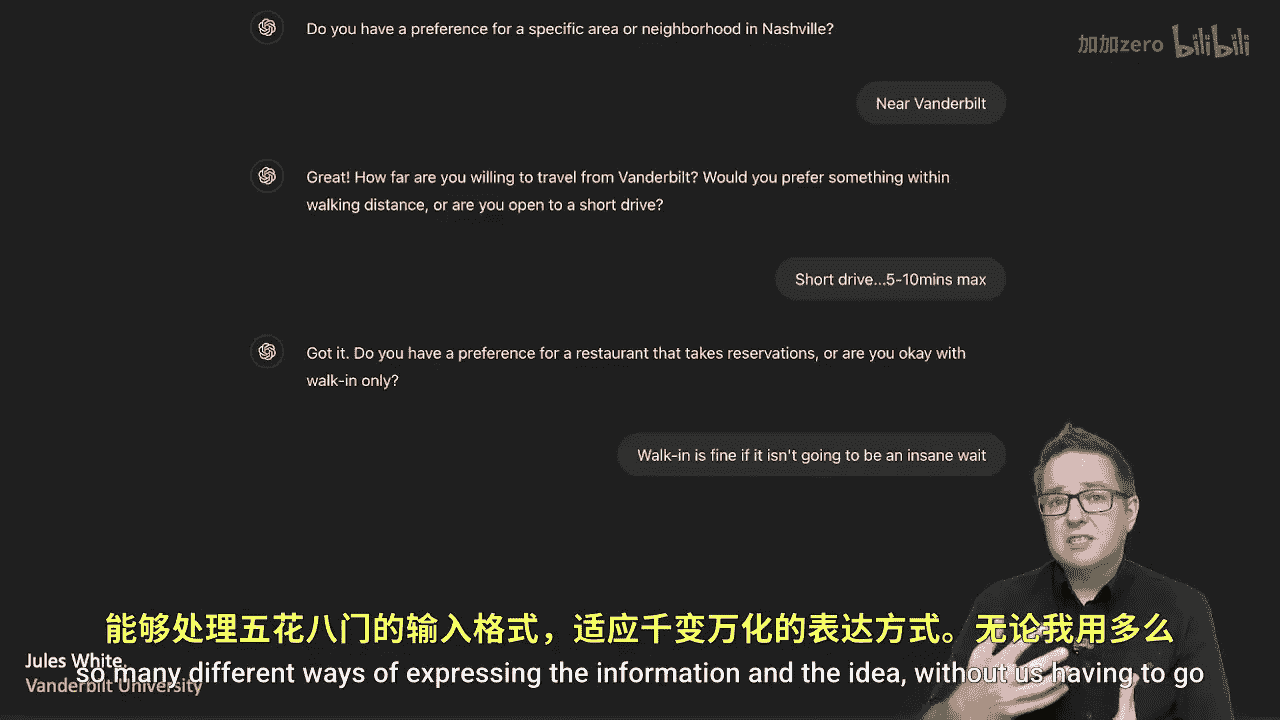 Do you have a preference for a specific area or neighborhood in Nashville?
加加zero bilibili
Near Vanderbilt
Great! How far are you willing to travel from Vanderbilt? Would you prefer something within
walking distance, or are you open to a short drive?
Short drive...5-10mins max
Got it. Do you have a preference for a restaurant that takes reservations, or are you okay with
walk-in only?
Walk-in is fine if it isn't going to be an insane wait
能够处理五花八门的输入格式，适应千变万化的表达方式。无论我用多么
Jules White
so many different ways of expressing the information and the idea, without us having to go
Vanderbilt University